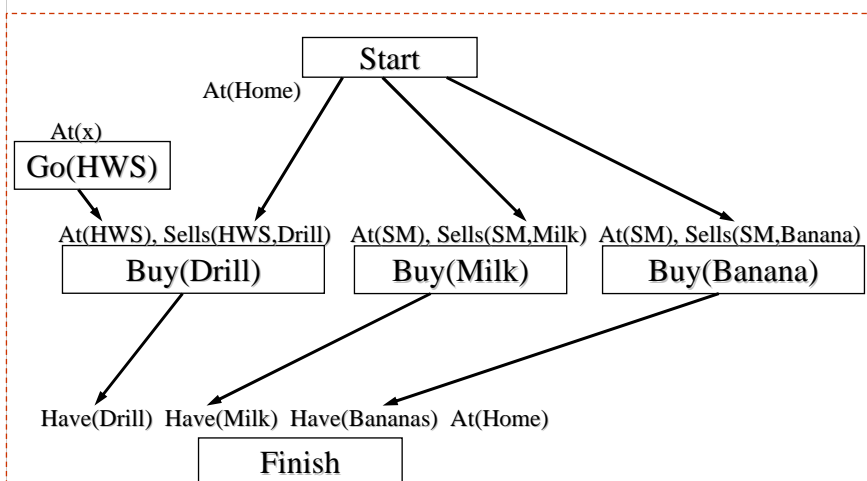 Start
At(Home)
At(x)
Go(HWS)
At(HWS), Sells(HWS,Drill) At(SM), Sells(SM,Milk) At(SM), Sells(SM,Banana)
Buy(Drill) Buy(Milk) Buy(Banana)
Have(Drill) Have(Milk) Have(Bananas) At(Home)
Finish